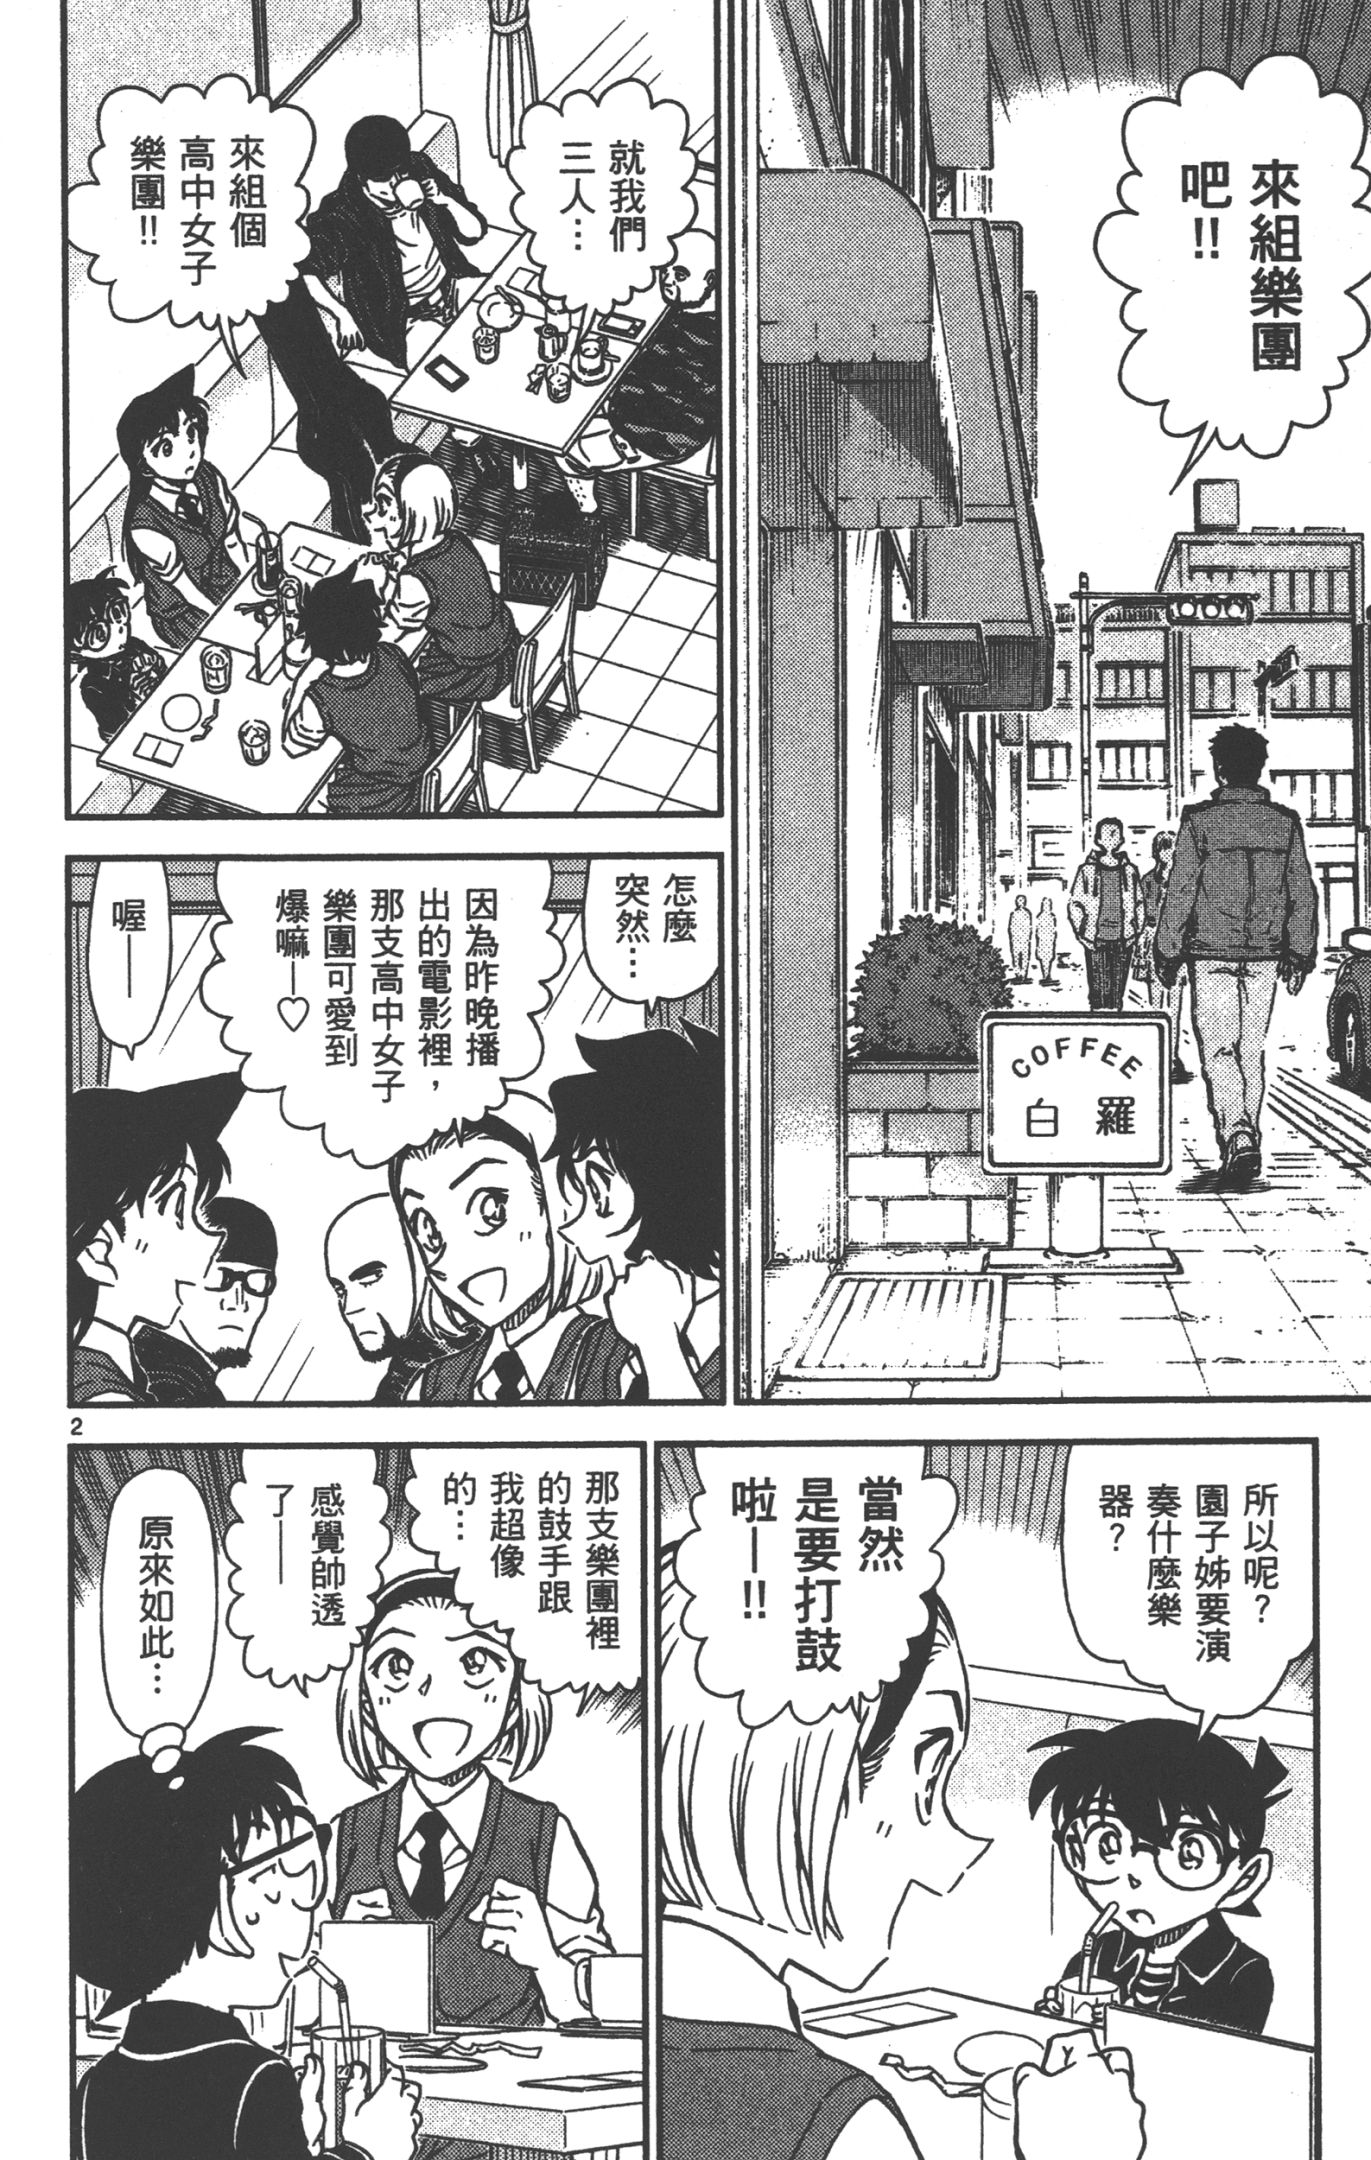 來組樂團
吧!!
COFFEE
白羅
就我們
三人…
來組個
高中女子
樂團!!
怎麼
突然…
因為昨晚播
出的電影裡，
那支高中女子
樂團可愛到
爆嘛—♡
喔——
2
所以呢？
園子姊要演
奏什麼樂
器？
當然
是要打鼓
啦—!!
那支樂團裡
的鼓手跟
我超像
的…
感覺帥透
了——
原來如此…